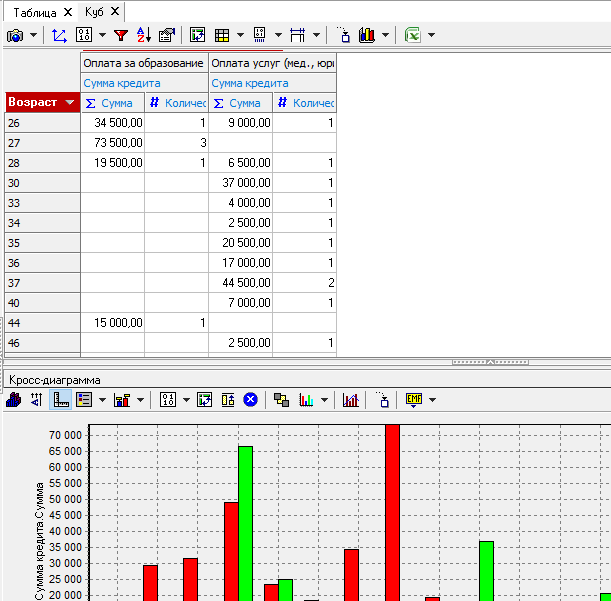 Таблица X Куб X
Оплата за образование Оплата услуг (мед., юри
Сумма кредита Сумма кредита
Возраст Σ Сумма # Количес Σ Сумма # Количес
26 34 500,00 1 9 000,00 1
27 73 500,00 3
28 19 500,00 1 6 500,00 1
30 37 000,00 1
33 4 000,00 1
34 2 500,00 1
35 20 500,00 1
36 17 000,00 1
37 44 500,00 2
40 7 000,00 1
44 15 000,00 1
46 2 500,00 1
Кросс-диаграмма
EMF
Сумма кредита.Сумма
70 000
65 000
60 000
55 000
50 000
45 000
40 000
35 000
30 000
25 000
20 000